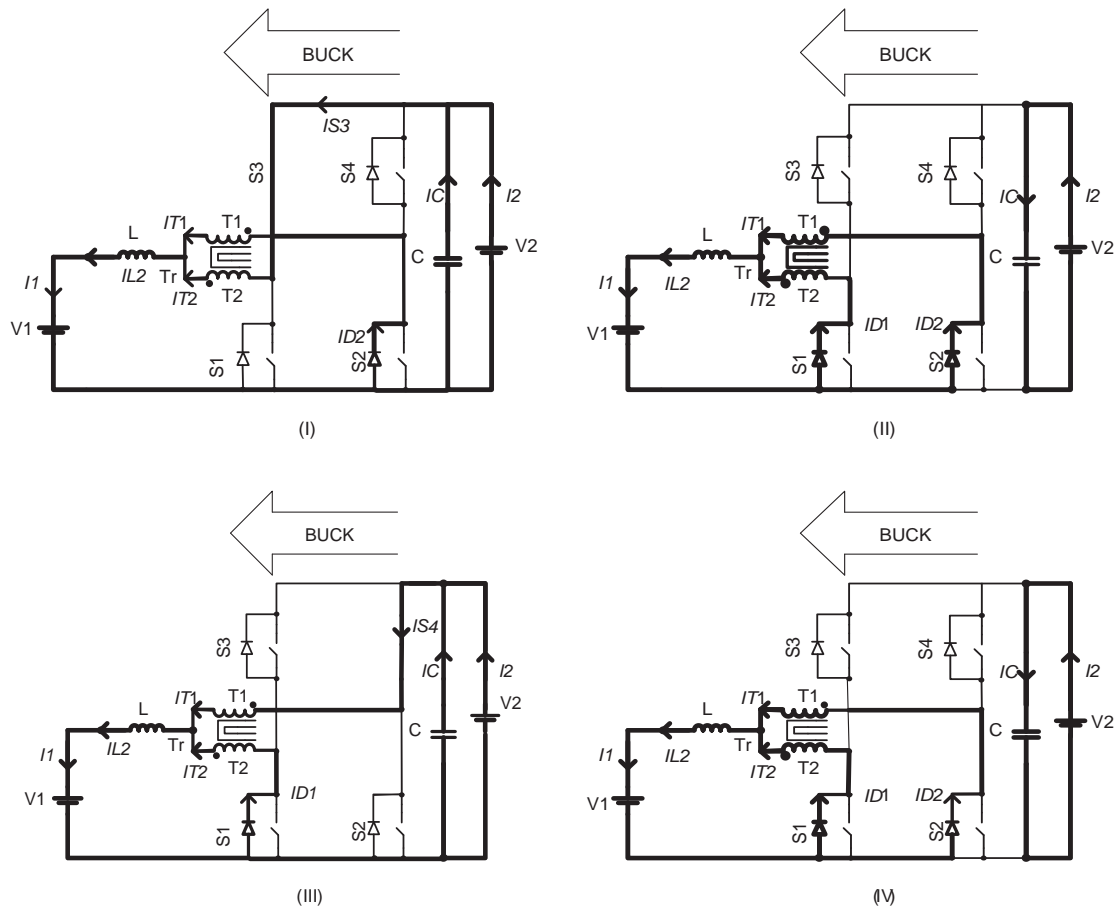 BUCK
IS3
S3
S4
IC
I2
IT1
T1
L
C
V2
I1
IL2
Tr
IT2
T2
V1
ID2
S1
S2
(I)
BUCK
S3
S4
IC
I2
IT1
T1
L
C
V2
I1
IL2
Tr
IT2
T2
V1
ID1
ID2
S1
S2
(II)
BUCK
S3
IS4
IC
I2
IT1
T1
L
V2
C
I1
IL2
Tr
IT2
T2
V1
ID1
S1
S2
(III)
BUCK
S3
S4
IC
I2
IT1
T1
L
C
V2
I1
IL2
Tr
IT2
T2
V1
ID1
ID2
S1
S2
(IV)